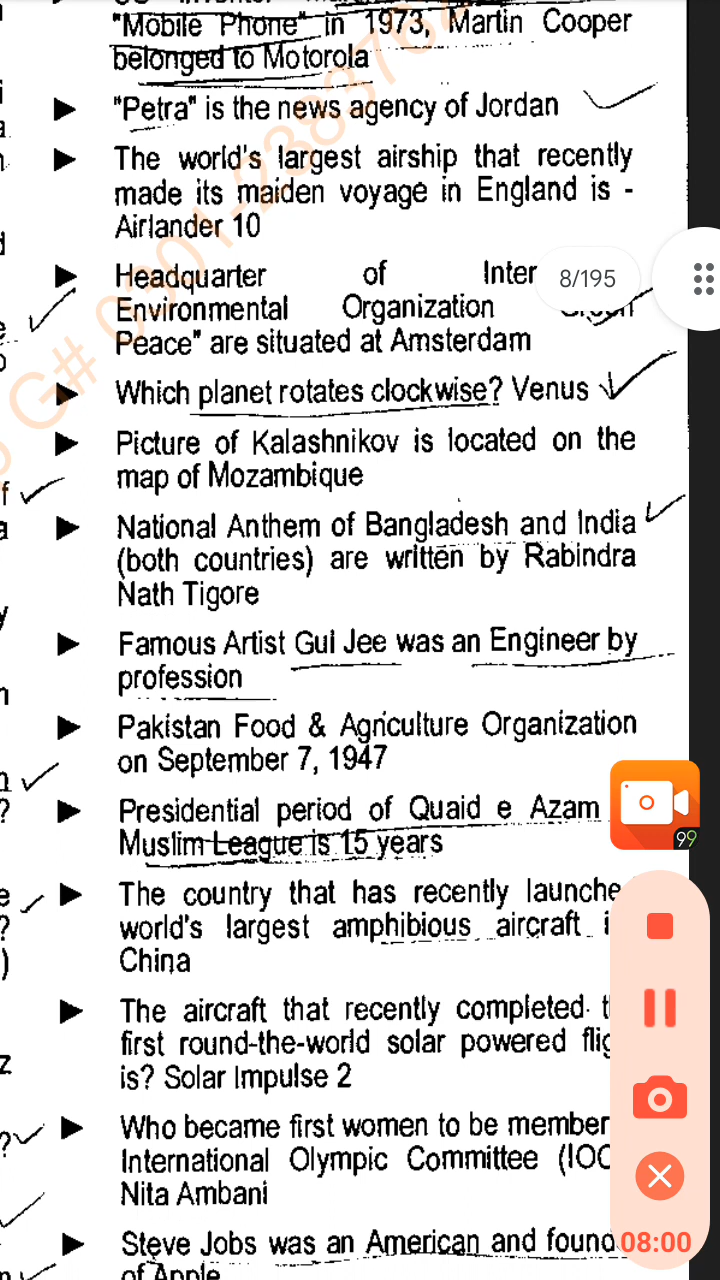 "Mobile Phone" in 1973, Martin Cooper
belonged to Motorola
"Petra" is the news agency of Jordan
The world's largest airship that recently
made its maiden voyage in England is -
Airlander 10
Headquarter of Inter
8/195
Environmental Organization
Peace" are situated at Amsterdam
Which planet rotates clockwise? Venus
Picture of Kalashnikov is located on the
map of Mozambique
National Anthem of Bangladesh and India
(both countries) are written by Rabindra
Nath Tigore
Famous Artist Gul Jee was an Engineer by
profession
Pakistan Food & Agriculture Organization
on September 7, 1947
Presidential period of Quaid e Azam
Muslim League is 15 years
The country that has recently launche
world's largest amphibious aircraft i
China
The aircraft that recently completed t
first round-the-world solar powered flig
is? Solar Impulse 2
Who became first women to be member
International Olympic Committee (IOC
Nita Ambani
Steve Jobs was an American and found
of Apple
99
08:00